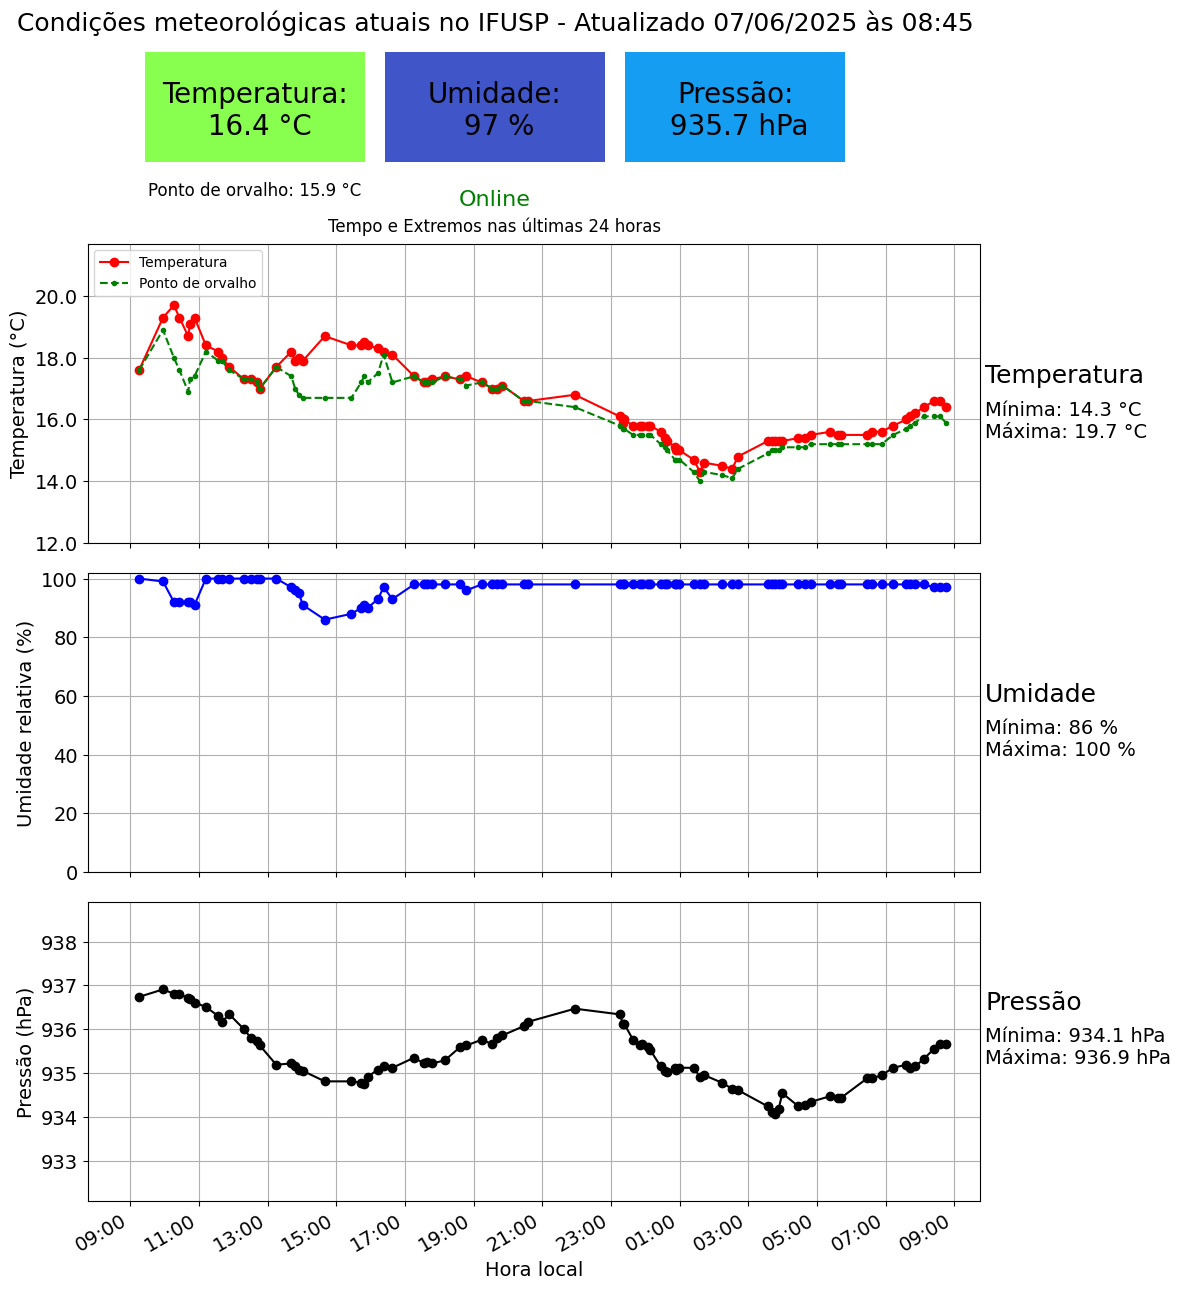 Condições meteorológicas atuais no IFUSP - Atualizado 07/06/2025 às 08:45
Temperatura:
16.4 °C
Umidade:
97 %
Pressão:
935.7 hPa
Ponto de orvalho: 15.9 °C
Online
Tempo e Extremos nas últimas 24 horas
Temperatura
Ponto de orvalho
Temperatura (°C)
20.0
18.0
16.0
14.0
12.0
Temperatura
Mínima: 14.3 °C
Máxima: 19.7 °C
Umidade relativa (%)
100
80
60
40
20
0
Umidade
Mínima: 86 %
Máxima: 100 %
Pressão (hPa)
938
937
936
935
934
933
Pressão
Mínima: 934.1 hPa
Máxima: 936.9 hPa
09:00 11:00 13:00 15:00 17:00 19:00 21:00 23:00 01:00 03:00 05:00 07:00 09:00
Hora local